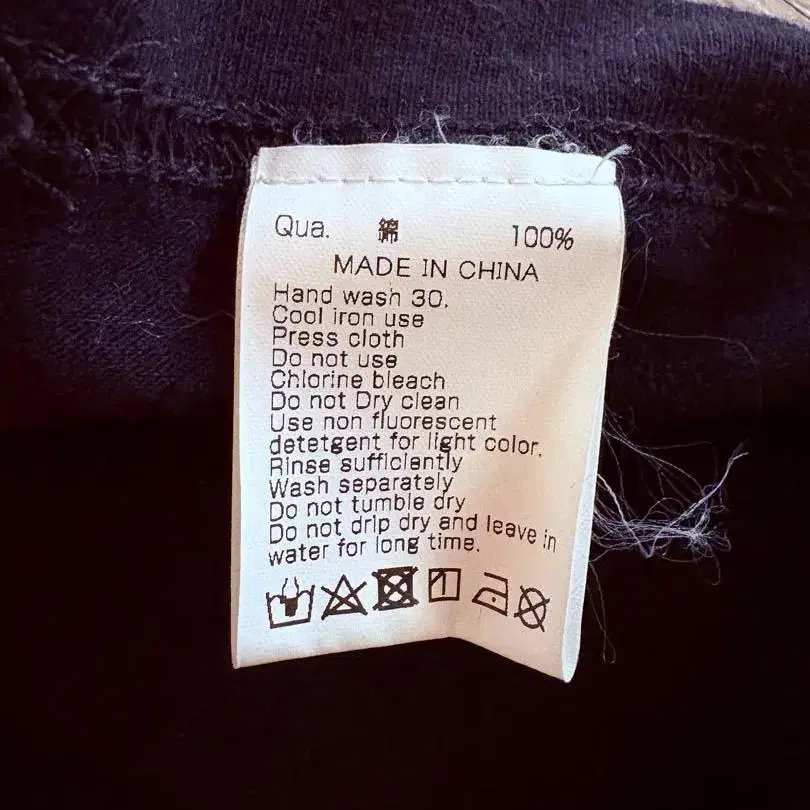 Qua. 綿 100%
MADE IN CHINA
Hand wash 30.
Cool iron use
Press cloth
Do not use
Chlorine bleach
Do not Dry clean
Use non fluorescent
detetgent for light color.
Rinse sufficiently
Wash separately
Do not tumble dry
Do not drip dry and leave in
water for long time.